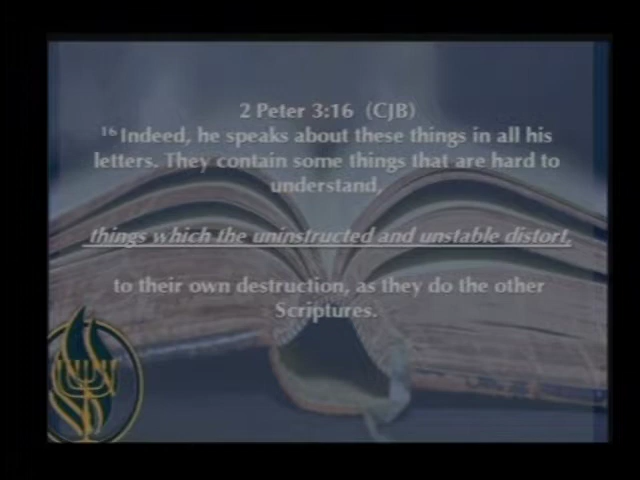 2 Peter 3:16 (CJB)
16 Indeed, he speaks about these things in all his
letters. They contain some things that are hard to
understand,
things which the uninstructed and unstable distort,
to their own destruction, as they do the other
Scriptures.